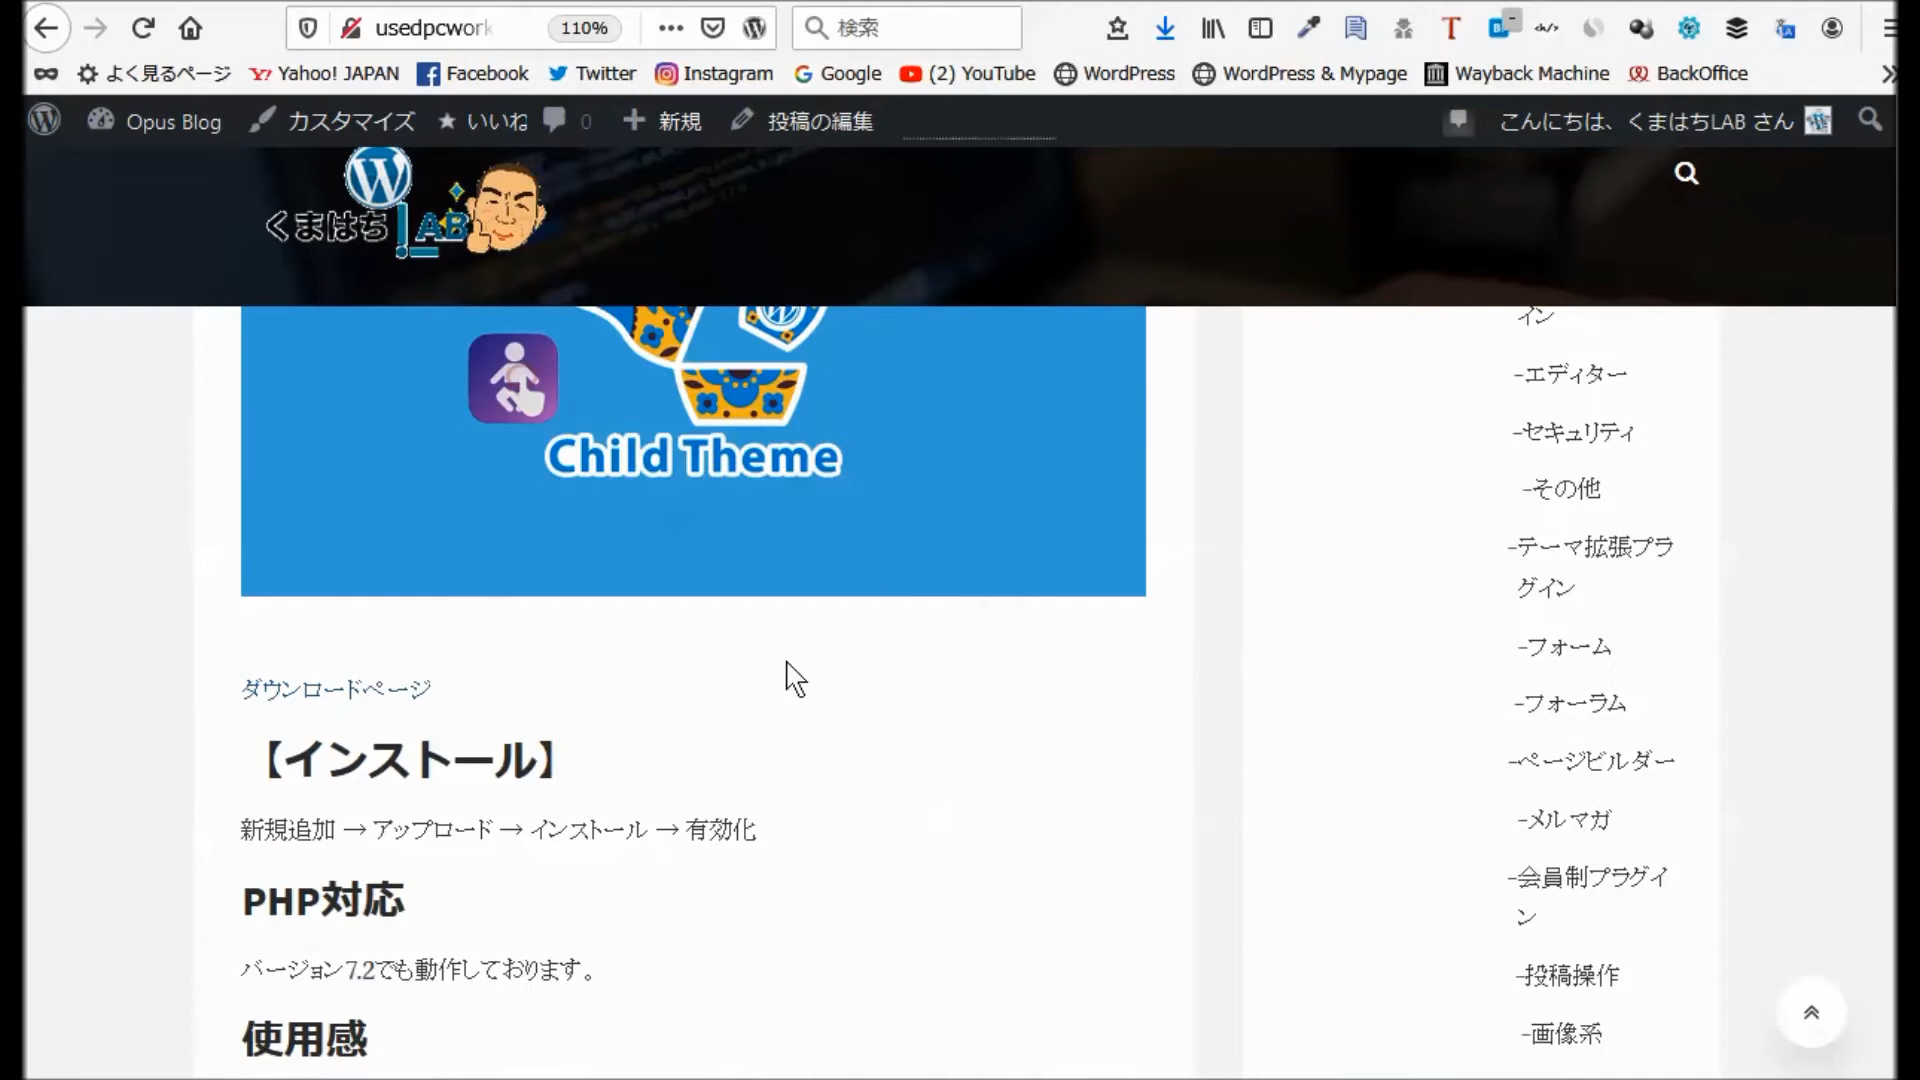 usedpcwork
110%
検索
よく見るページ
Yahoo! JAPAN
Facebook
Twitter
Instagram
Google
(2) YouTube
WordPress
WordPress & Mypage
Wayback Machine
BackOffice
Opus Blog
カスタマイズ
いいね
0
新規
投稿の編集
こんにちは、くまはちLAB さん
くまはち LAB
Child Theme
ダウンロードページ
【インストール】
新規追加 → アップロード → インストール → 有効化
PHP対応
バージョン7.2でも動作しております。
使用感
イン
-エディター
-セキュリティ
-その他
-テーマ拡張プラ
グイン
-フォーム
-フォーラム
-ページビルダー
-メルマガ
-会員制プラグイ
ン
-投稿操作
-画像系